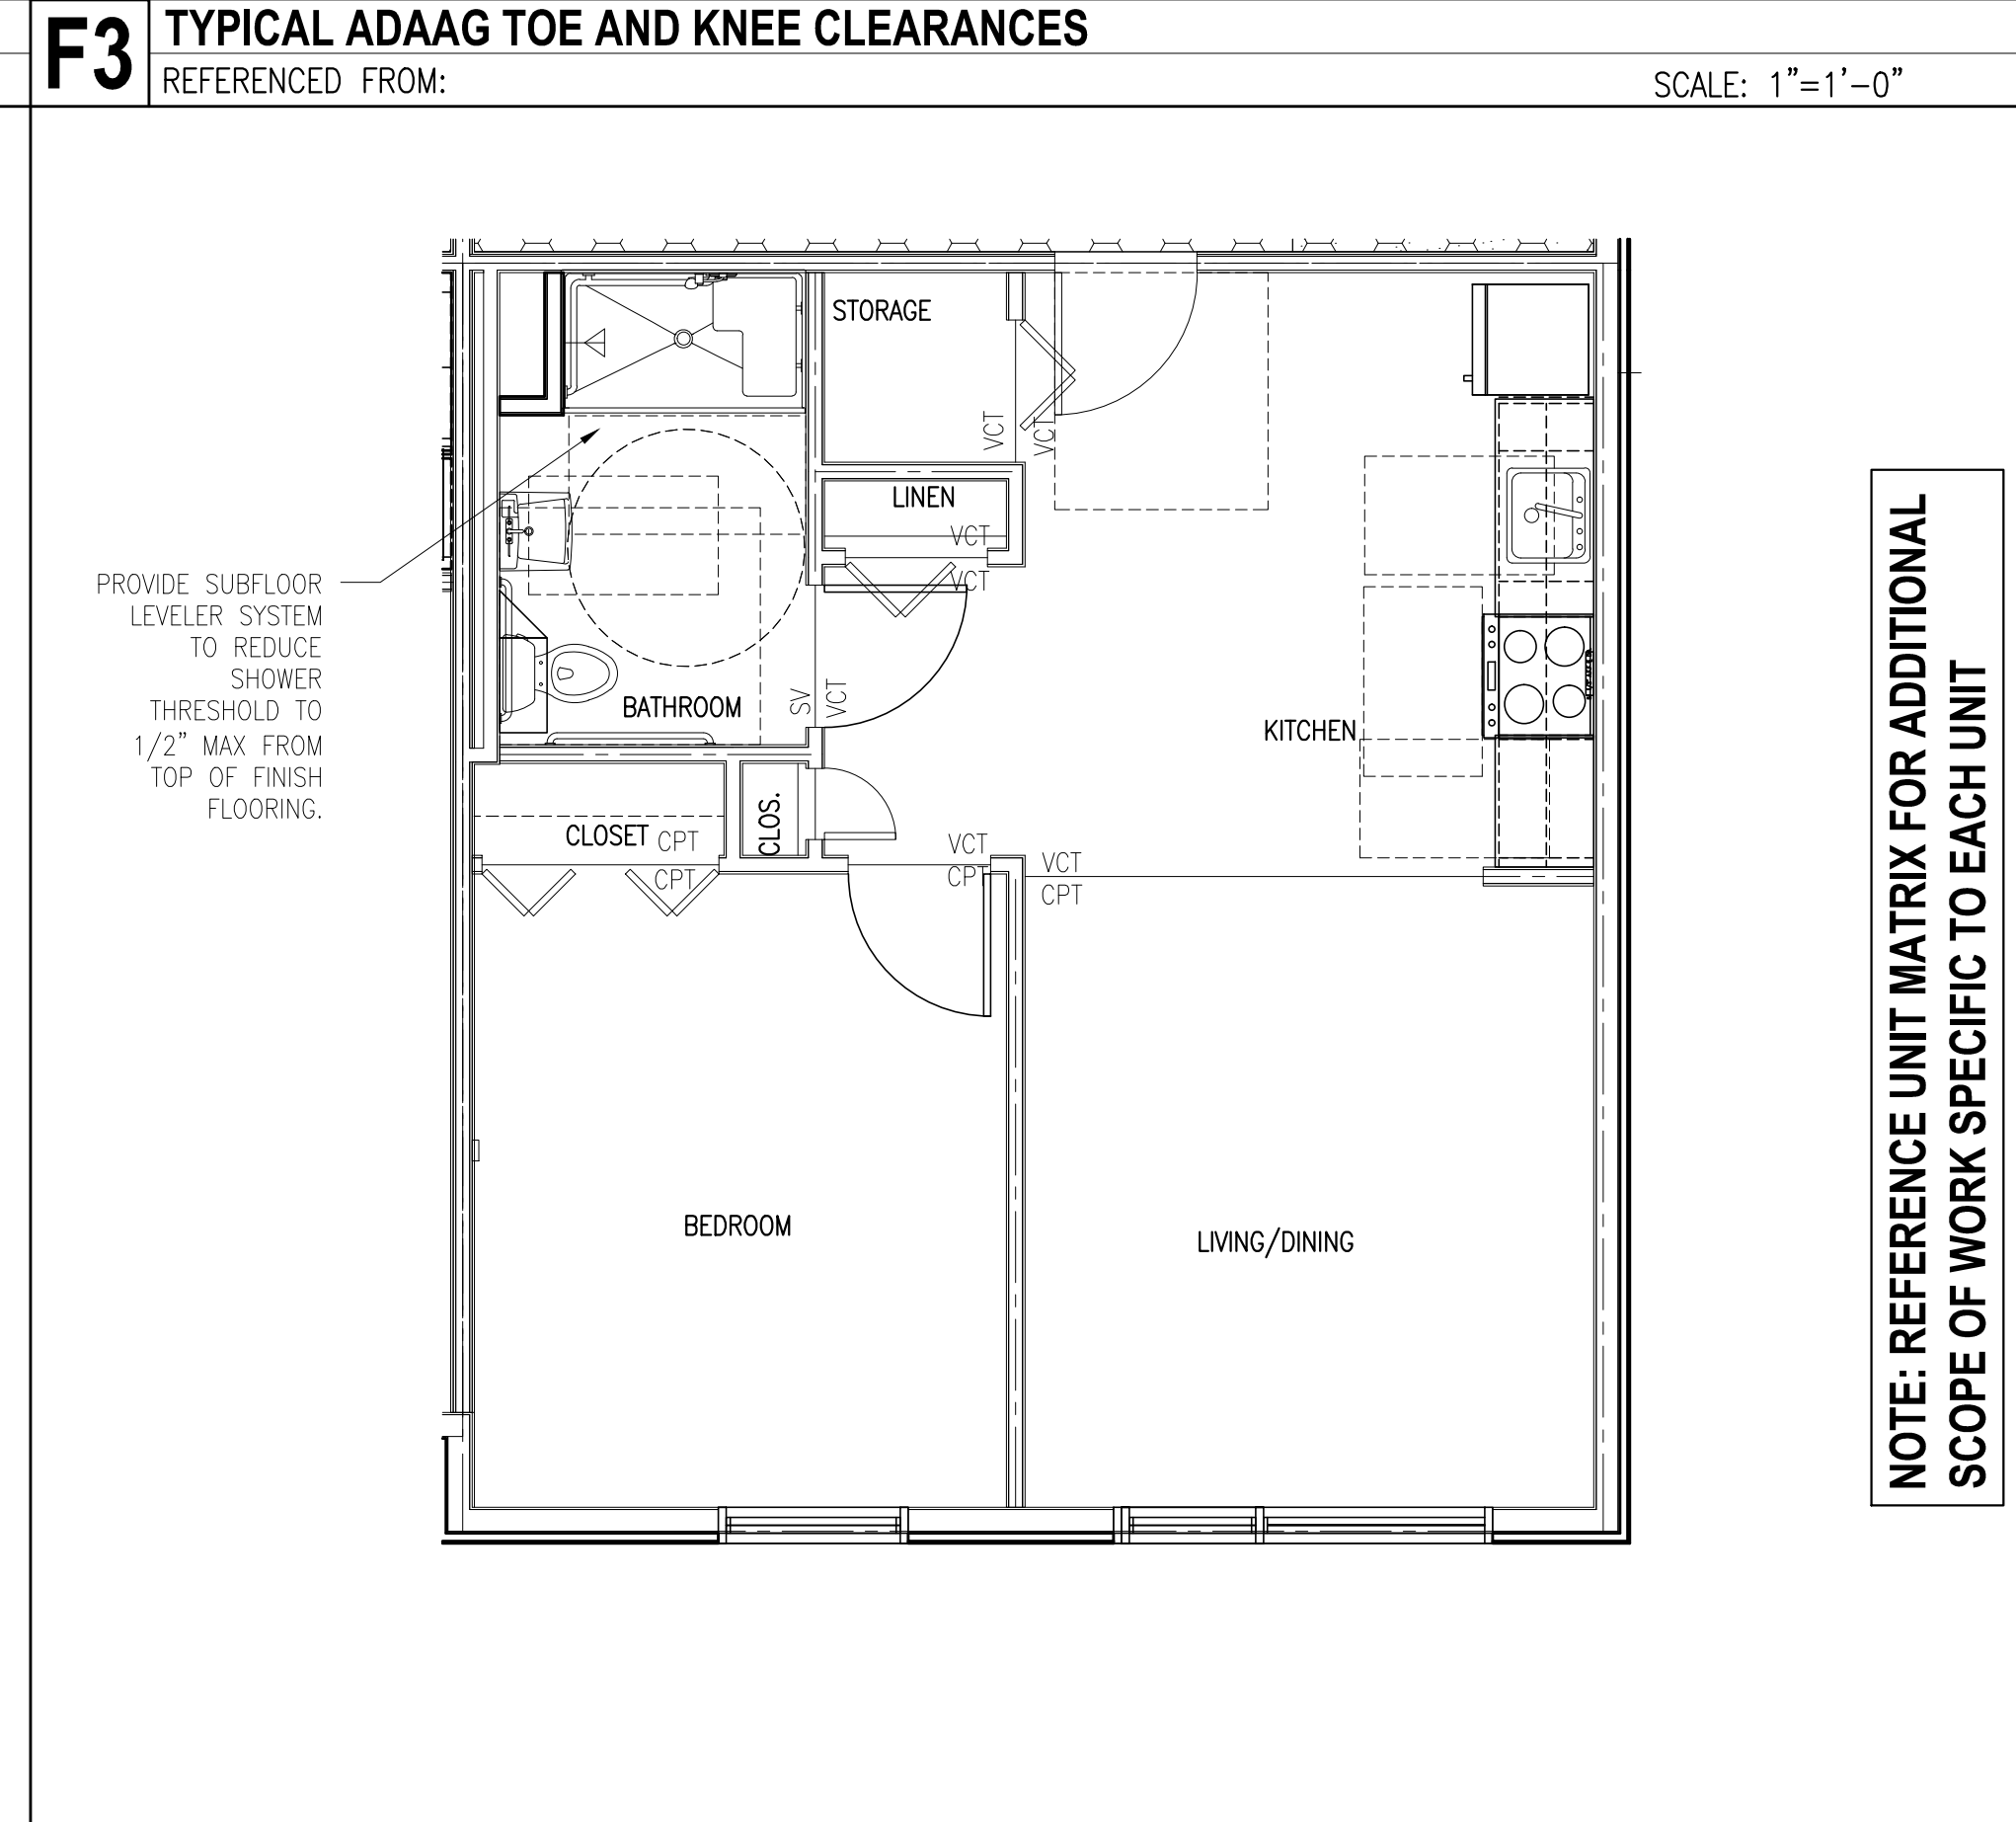 F3
TYPICAL ADAAG TOE AND KNEE CLEARANCES
REFERENCED FROM:
SCALE: 1"=1'-0"
STORAGE
VCT
VCT
LINEN
VCT
VCT
PROVIDE SUBFLOOR
LEVELER SYSTEM
TO REDUCE
SHOWER
THRESHOLD TO
1/2" MAX FROM
TOP OF FINISH
FLOORING.
BATHROOM
SV
VCT
KITCHEN
CLOSET
CPT
CPT
CLOS.
VCT
CPT
VCT
CPT
BEDROOM
LIVING/DINING
NOTE: REFERENCE UNIT MATRIX FOR ADDITIONAL
SCOPE OF WORK SPECIFIC TO EACH UNIT